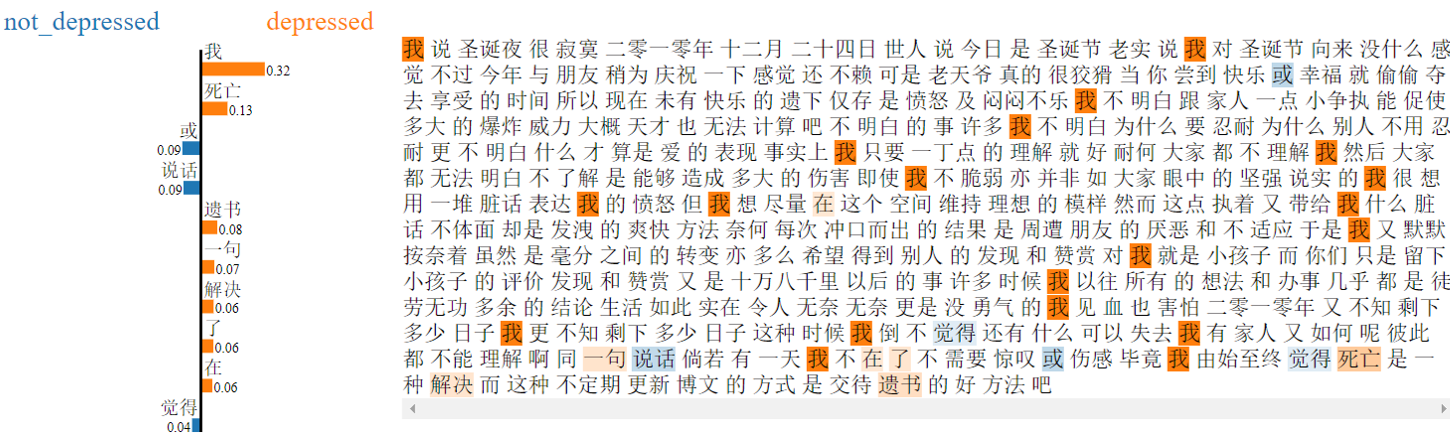 not_depressed
depressed
我
0.32
死亡
0.13
或
0.09
说话
0.09
遗书
0.08
一句
0.07
解决
0.06
了
0.06
在
0.06
觉得
0.04
我 说 圣诞夜 很 寂寞 二零一零年 十二月 二十四日 世人 说 今日 是 圣诞节 老实 说 我 对 圣诞节 向来 没什么 感
觉 不过 今年 与 朋友 稍为 庆祝 一下 感觉 还 不赖 可是 老天爷 真的 很狡猾 当 你 尝到 快乐 或 幸福 就 偷偷 夺
去 享受 的 时间 所以 现在 未有 快乐 的 遗下 仅存 是 愤怒 及 闷闷不乐 我 不 明白 跟 家人 一点 小争执 能 促使
多大 的 爆炸 威力 大概 天才 也 无法 计算 吧 不 明白 的 事 许多 我 不 明白 为什么 要 忍耐 为什么 别人 不用 忍
耐 更 不 明白 什么 才 算是 爱 的 表现 事实上 我 只要 一丁点 的 理解 就 好 耐何 大家 都 不 理解 我 然后 大家
都 无法 明白 不 了解 是 能够 造成 多大 的 伤害 即使 我 不 脆弱 亦 并非 如 大家 眼中 的 坚强 说实 的 我 很 想
用 一堆 脏话 表达 我 的 愤怒 但 我 想 尽量 在 这个 空间 维持 理想 的 模样 然而 这点 执着 又 带给 我 什么 脏
话 不体面 却是 发洩 的 爽快 方法 奈何 每次 冲口而出 的 结果 是 周遭 朋友 的 厌恶 和 不 适应 于是 我 又 默默
按奈着 虽然 是 毫分 之间 的 转变 亦 多么 希望 得到 别人 的 发现 和 赞赏 对 我 就是 小孩子 而 你们 只是 留下
小孩子 的 评价 发现 和 赞赏 又 是 十万八千里 以后 的 事 许多 时候 我 以往 所有 的 想法 和 办事 几乎 都 是 徒
劳无功 多余 的 结论 生活 如此 实在 令人 无奈 无奈 更是 没 勇气 的 我 见 血 也 害怕 二零一零年 又 不知 剩下
多少 日子 我 更 不知 剩下 多少 日子 这种 时候 我 倒 不 觉得 还有 什么 可以 失去 我 有 家人 又 如何 呢 彼此
都 不能 理解 啊 同 一句 说话 倘若 有 一天 我 不 在 了 不 需要 惊叹 或 伤感 毕竟 我 由始至终 觉得 死亡 是 一
种 解决 而 这种 不定期 更新 博文 的 方式 是 交待 遗书 的 好 方法 吧